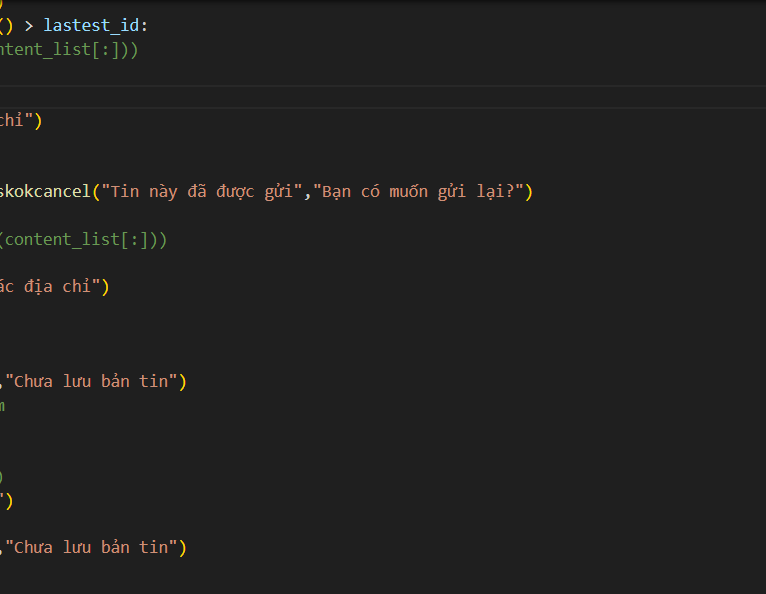 )
() > lastest_id:
ntent_list[:]))
chỉ")
skokcancel("Tin này đã được gửi","Bạn có muốn gửi lại?")
(content_list[:]))
ác địa chỉ")
,"Chưa lưu bản tin")
m
)
")
,"Chưa lưu bản tin")